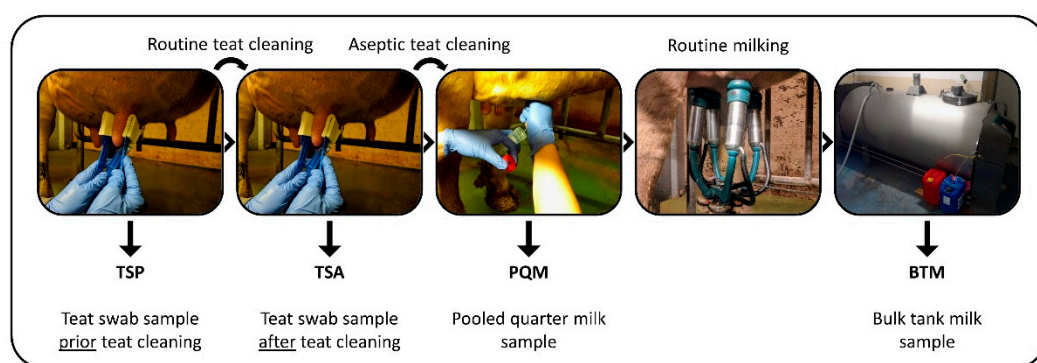 Routine teat cleaning
Aseptic teat cleaning
Routine milking
TSP
TSA
PQM
BTM
Teat swab sample
prior teat cleaning
Teat swab sample
after teat cleaning
Pooled quarter milk
sample
Bulk tank milk
sample